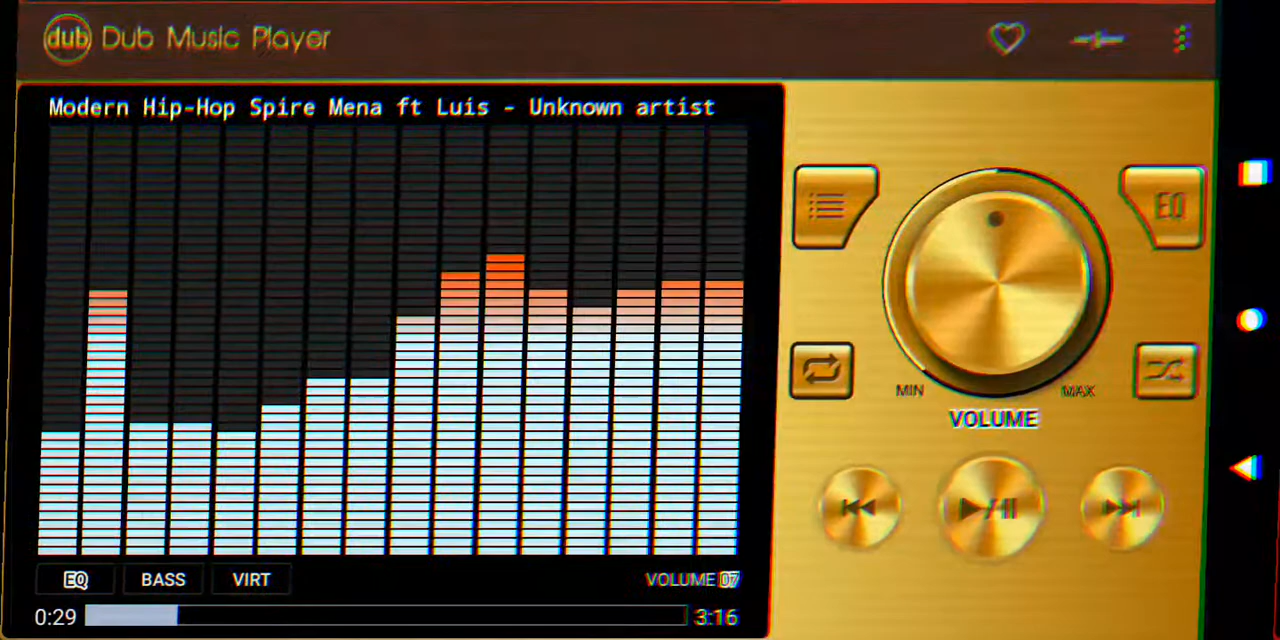 dub Dub Music Player
Modern Hip-Hop Spire Mena ft Luis - Unknown artist
EQ
MIN
MAX
VOLUME
EQ BASS VIRT VOLUME 07
0:29 3:16